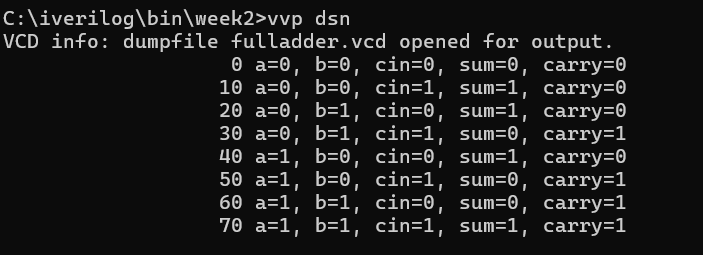 C:\iverilog\bin\week2>vvp dsn
VCD info: dumpfile fulladder.vcd opened for output.
0 a=0, b=0, cin=0, sum=0, carry=0
10 a=0, b=0, cin=1, sum=1, carry=0
20 a=0, b=1, cin=0, sum=1, carry=0
30 a=0, b=1, cin=1, sum=0, carry=1
40 a=1, b=0, cin=0, sum=1, carry=0
50 a=1, b=0, cin=1, sum=0, carry=1
60 a=1, b=1, cin=0, sum=0, carry=1
70 a=1, b=1, cin=1, sum=1, carry=1